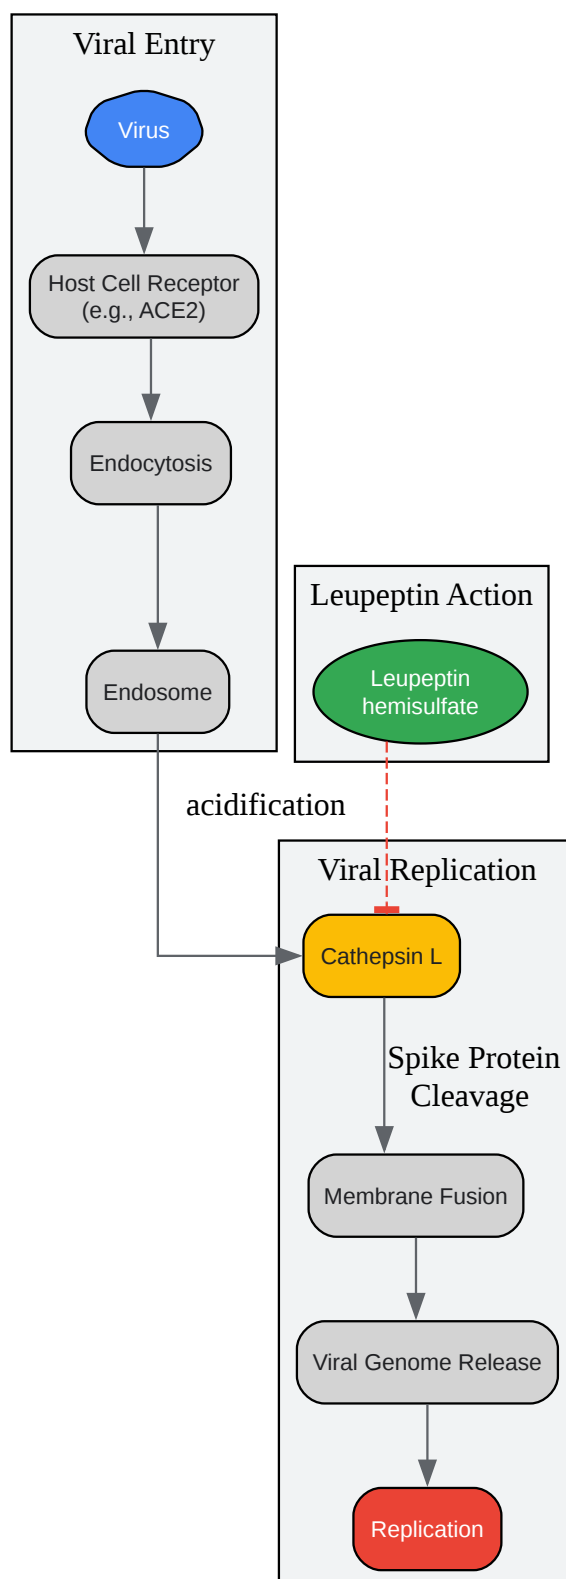 Viral Entry
Virus
Host Cell Receptor
(e.g., ACE2)
Endocytosis
Endosome
Leupeptin Action
Leupeptin
hemisulfate
acidification
Viral Replication
Cathepsin L
Spike Protein
Cleavage
Membrane Fusion
Viral Genome Release
Replication